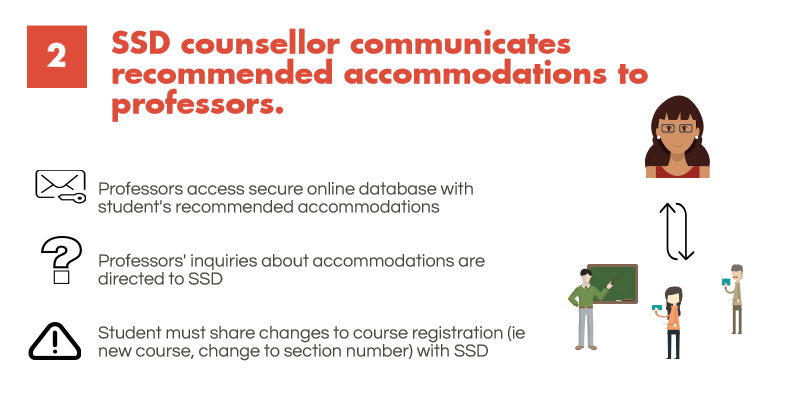 2
SSD counsellor communicates
recommended accommodations to
professors.
Professors access secure online database with
student's recommended accommodations
Professors' inquiries about accommodations are
directed to SSD
Student must share changes to course registration (ie
new course, change to section number) with SSD